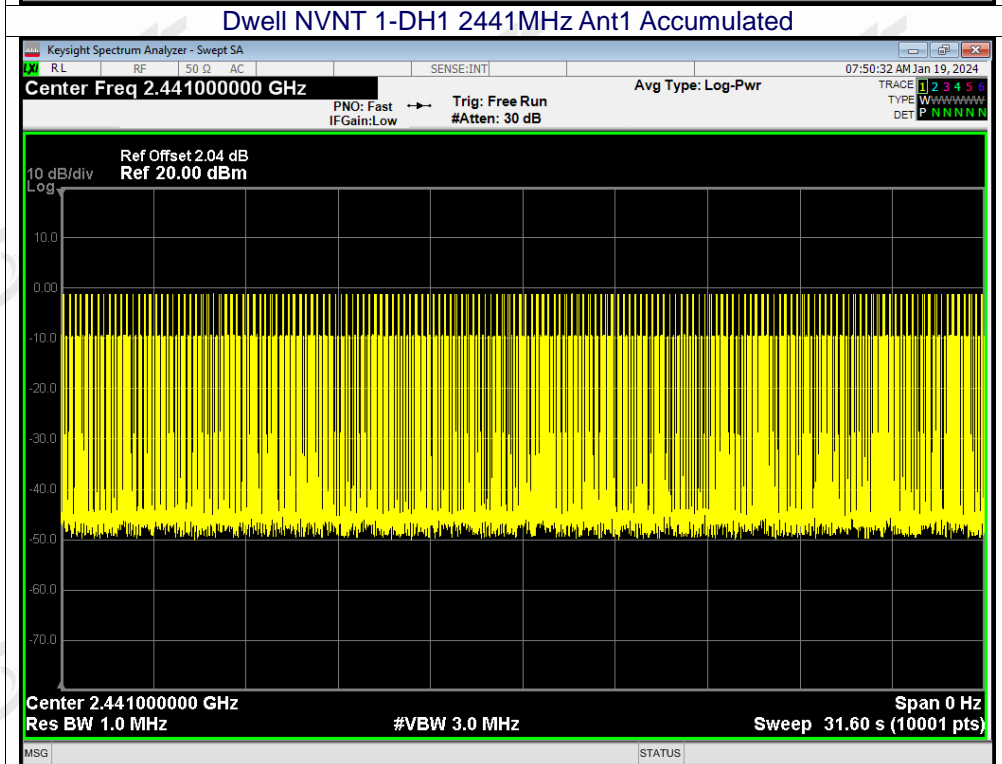 Dwell NVNT 1-DH1 2441MHz Ant1 Accumulated
Keysight Spectrum Analyzer - Swept SA
LXI RL RF 50 Ω AC SENSE:INT 07:50:32 AM Jan 19, 2024
Center Freq 2.441000000 GHz Avg Type: Log-Pwr TRACE 1 2 3 4 5 6
PNO: Fast Trig: Free Run TYPE WWWWWW
IFGain:Low #Atten: 30 dB DET P N N N N N
Ref Offset 2.04 dB
10 dB/div Ref 20.00 dBm
Log
10.0
0.00
-10.0
-20.0
-30.0
-40.0
-50.0
-60.0
-70.0
Center 2.441000000 GHz Span 0 Hz
Res BW 1.0 MHz #VBW 3.0 MHz Sweep 31.60 s (10001 pts)
MSG STATUS